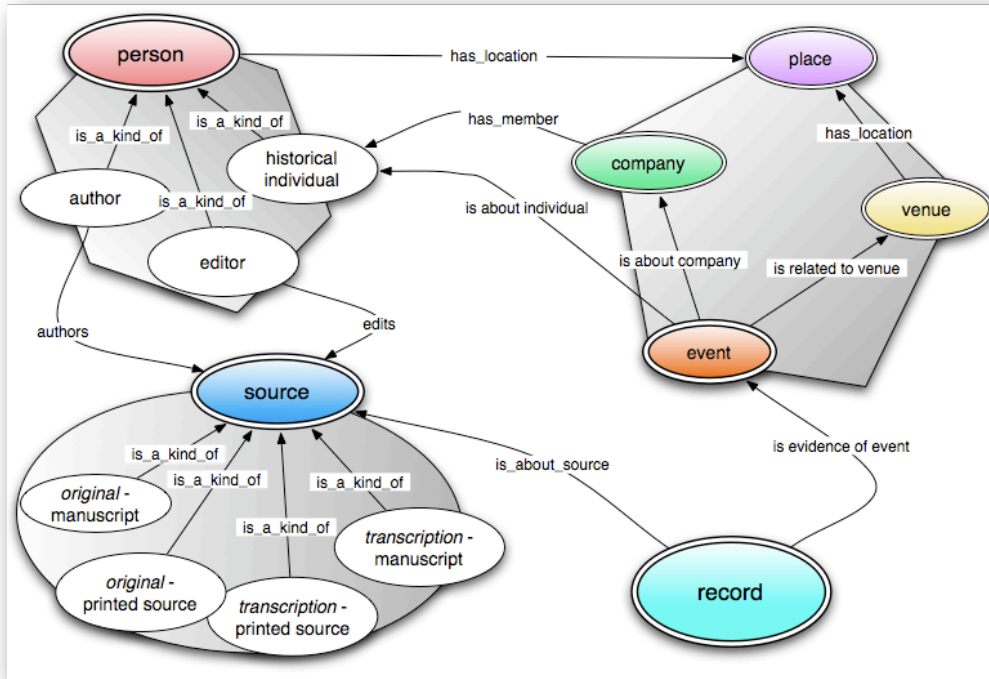 person
has_location
place
is_a_kind_of
is_a_kind_of
has_member
has_location
historical
individual
company
author
is_a_kind_of
is about individual
venue
editor
is about company
is related to venue
authors
edits
event
source
is evidence of event
is_a_kind_of
is_about_source
is_a_kind_of
is_a_kind_of
original -
manuscript
is_a_kind_of
transcription -
manuscript
original -
printed source
transcription -
printed source
record